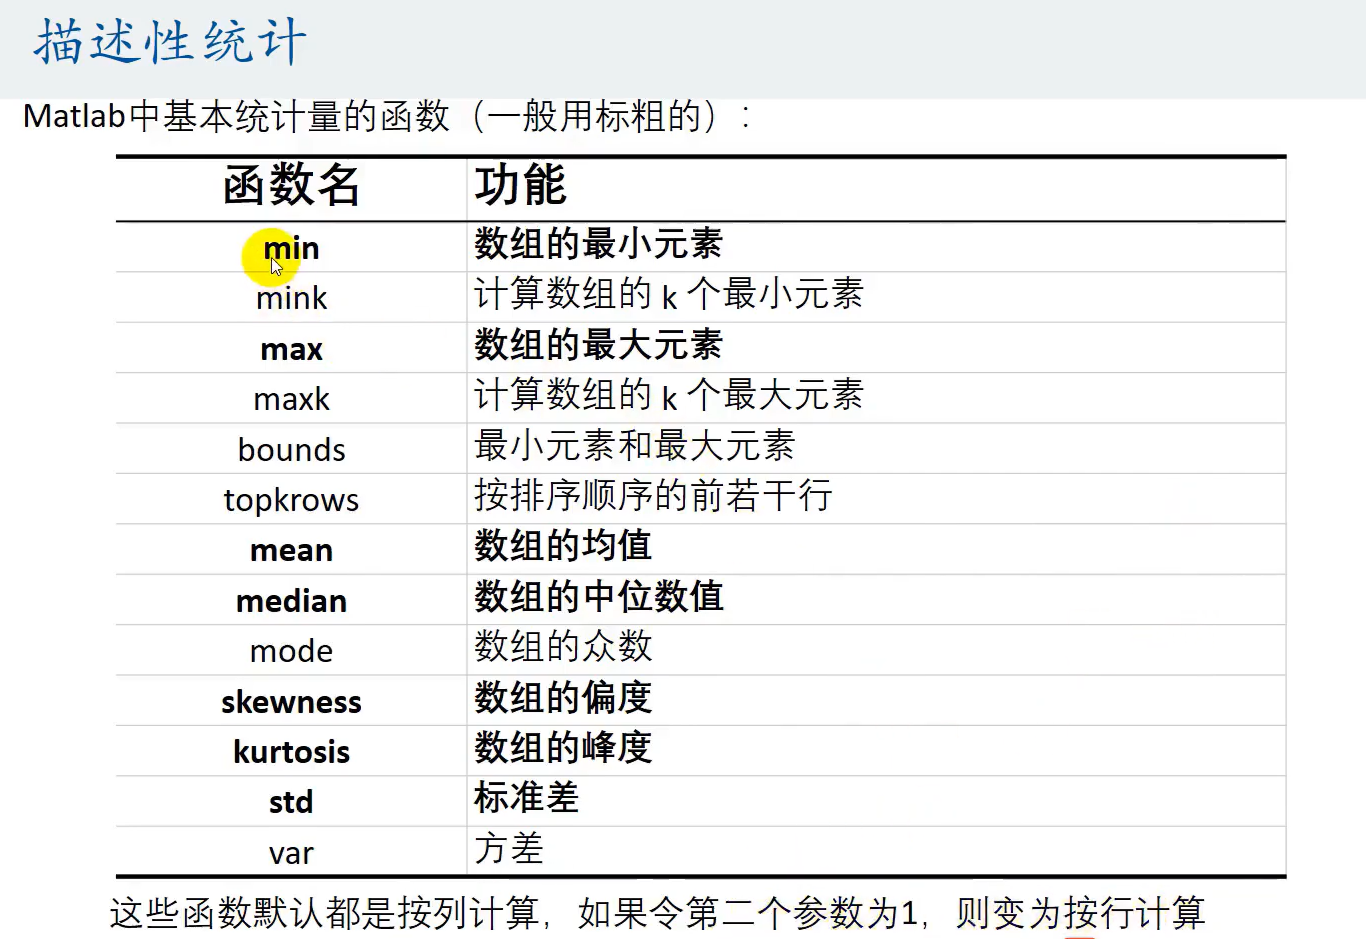 描述性统计
Matlab中基本统计量的函数（一般用标粗的）：
函数名 功能
min 数组的最小元素
mink 计算数组的 k 个最小元素
max 数组的最大元素
maxk 计算数组的 k 个最大元素
bounds 最小元素和最大元素
topkrows 按排序顺序的前若干行
mean 数组的均值
median 数组的中位数值
mode 数组的众数
skewness 数组的偏度
kurtosis 数组的峰度
std 标准差
var 方差
这些函数默认都是按列计算，如果令第二个参数为1，则变为按行计算